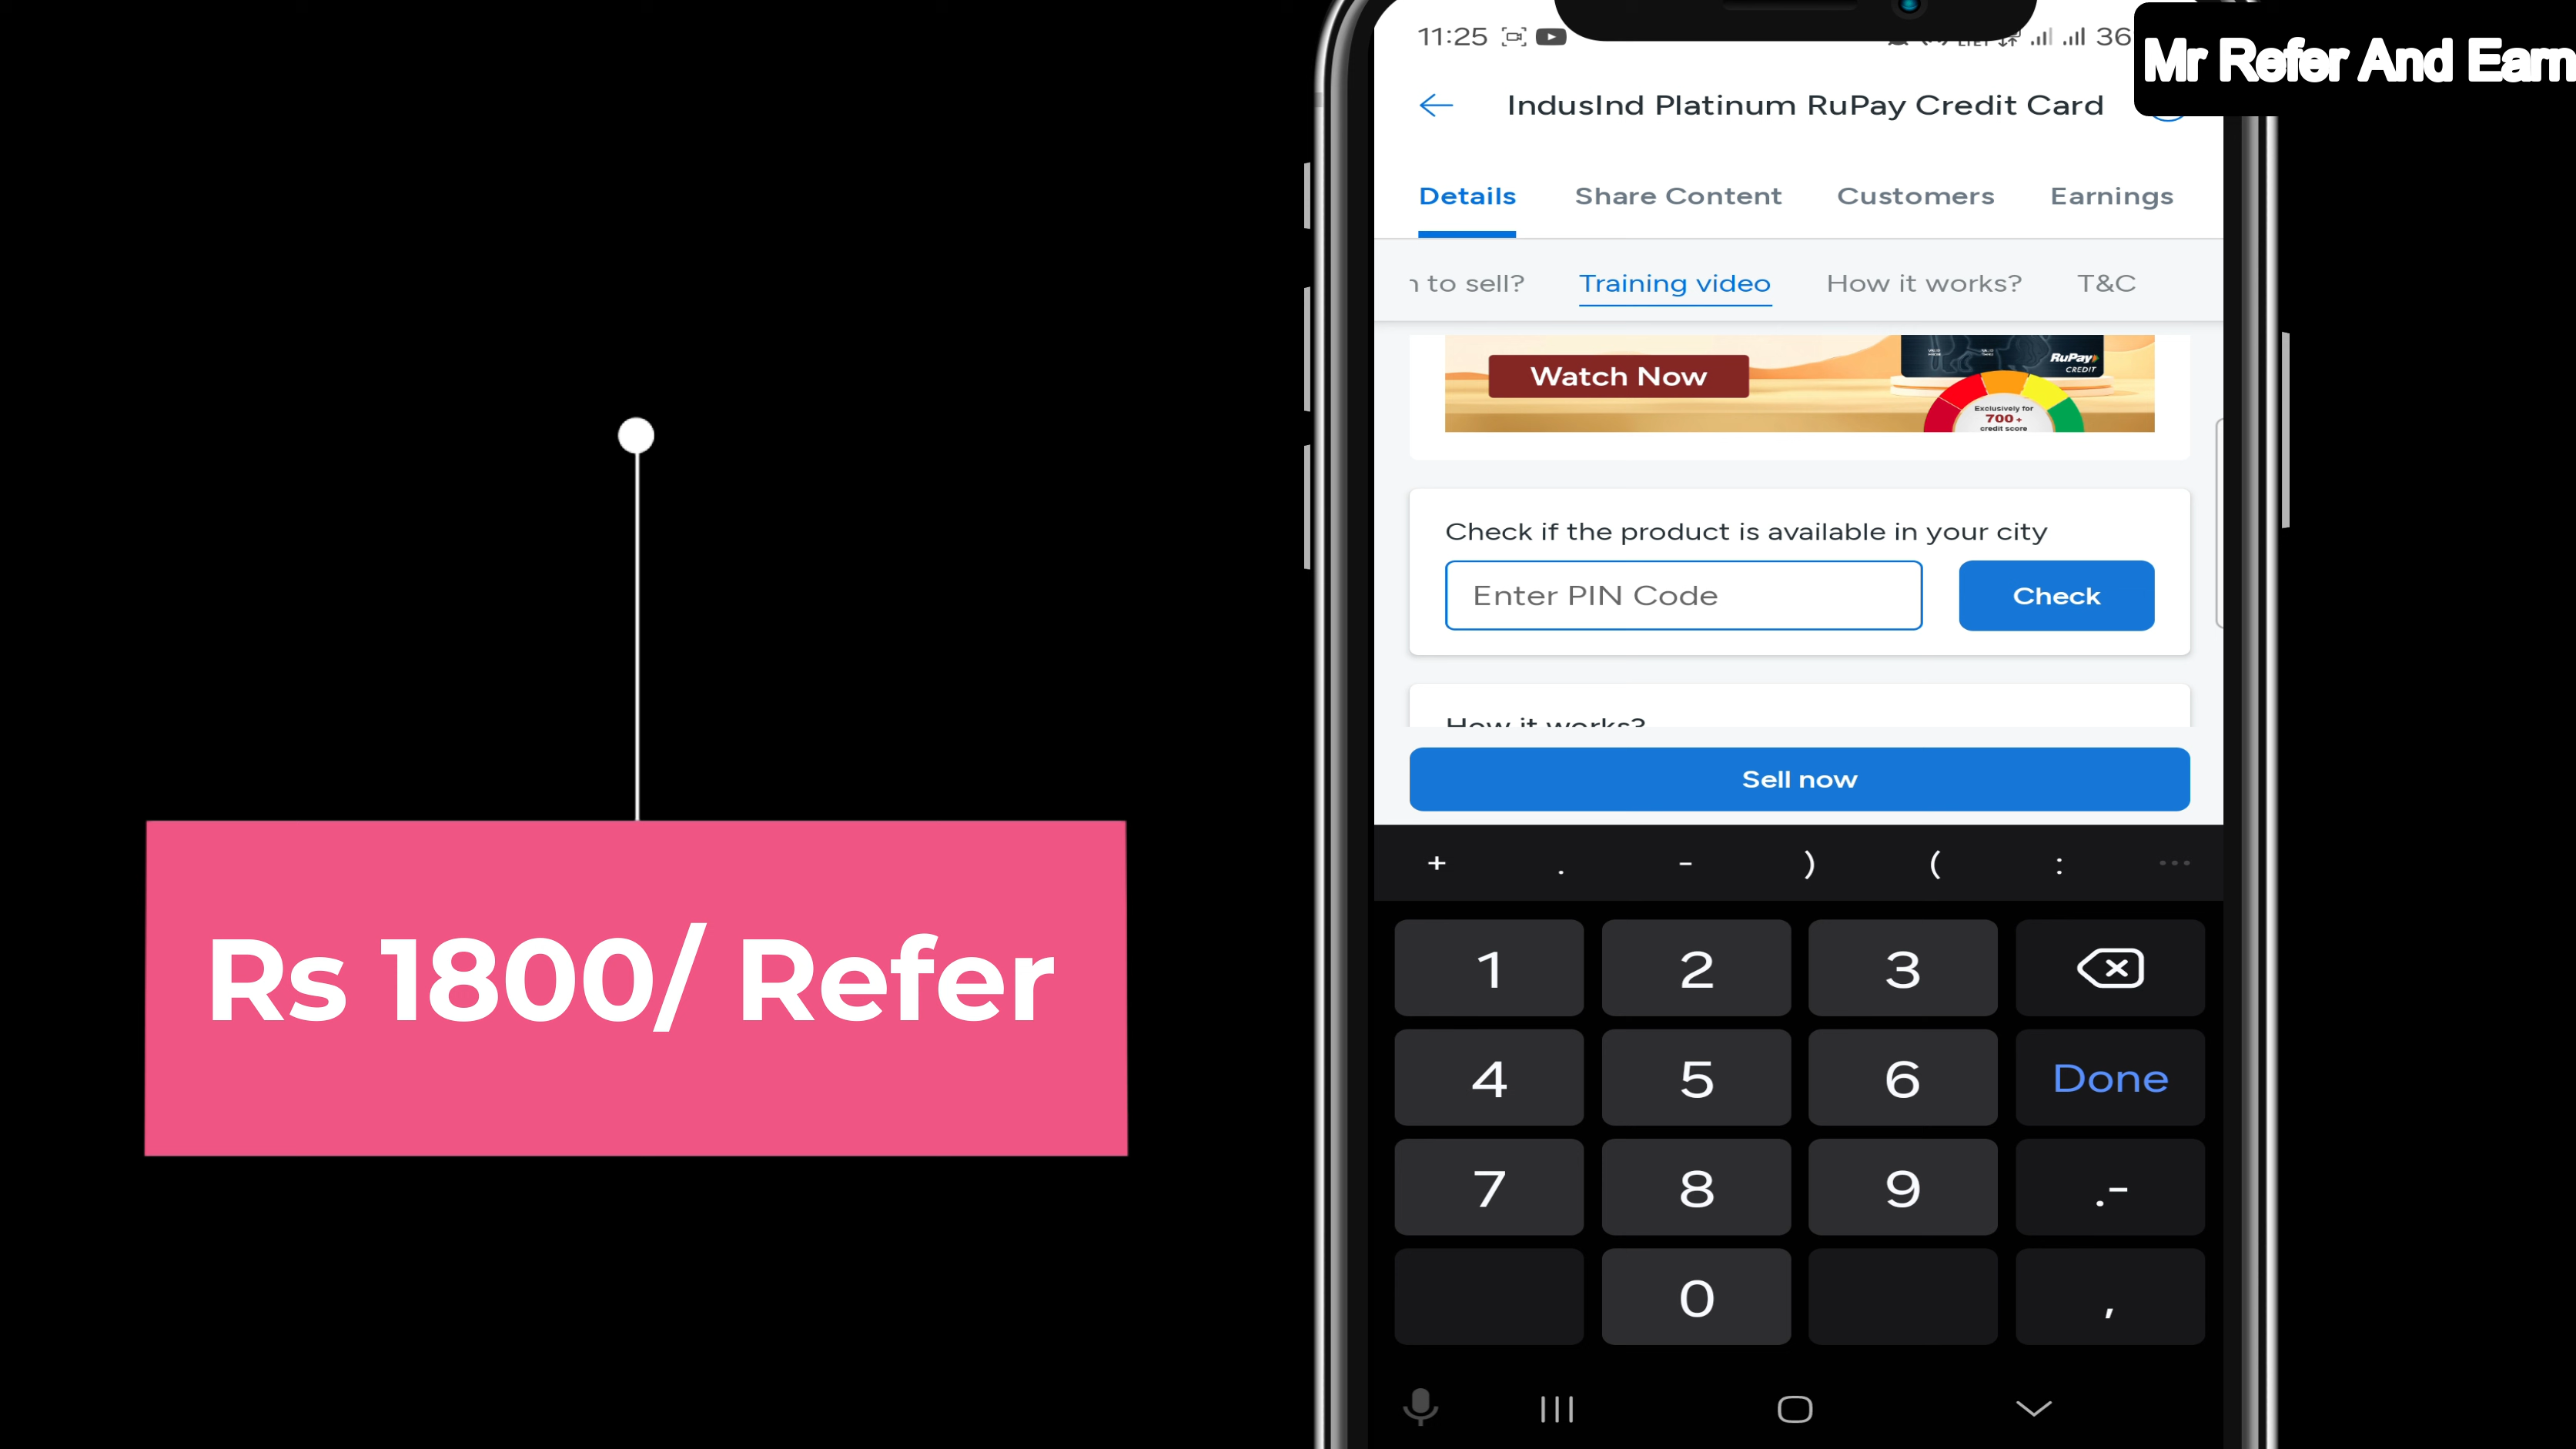 11:25
36
Mr Refer And Earn
IndusInd Platinum RuPay Credit Card
Details
Share Content
Customers
Earnings
to sell?
Training video
How it works?
T&C
Watch Now
RuPay
CREDIT
Exclusively for
700+
credit score
Check if the product is available in your city
Enter PIN Code
Check
How it works?
Sell now
Rs 1800/ Refer
+ . - ) ( : ...
1 2 3
4 5 6 Done
7 8 9 .-
0 ,